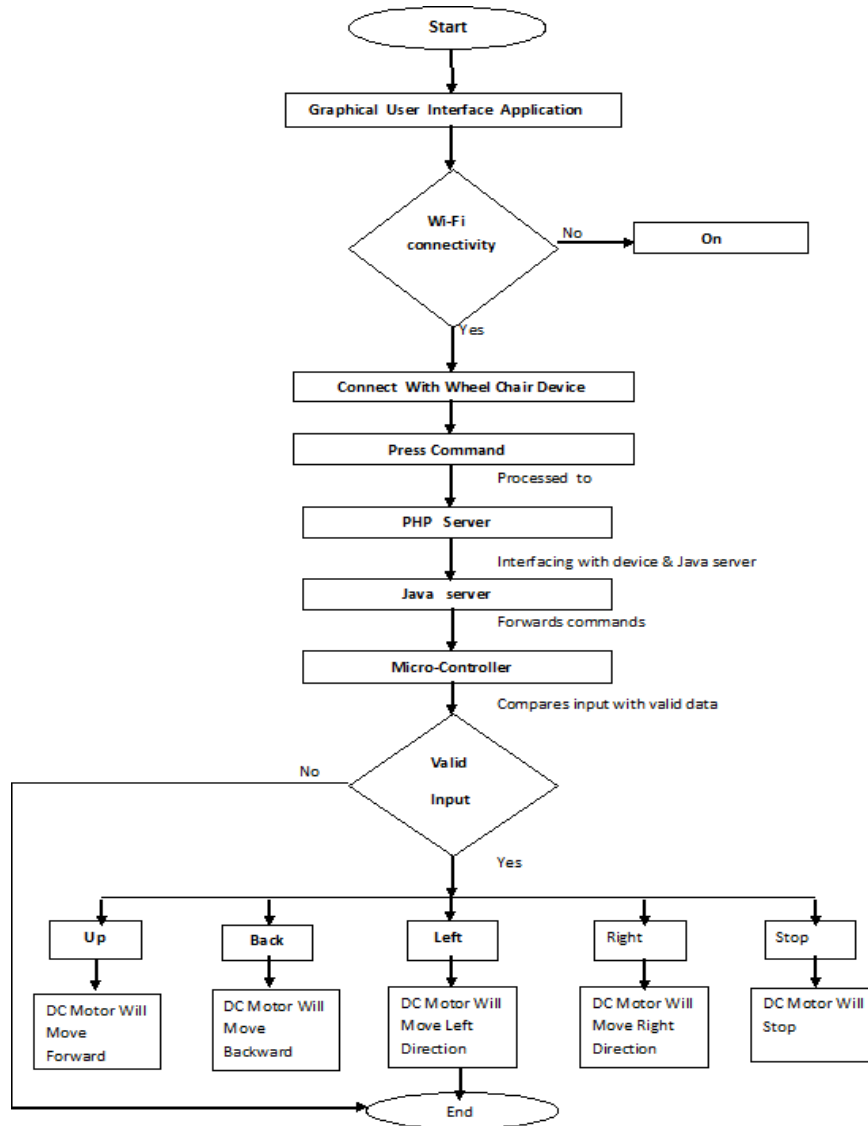 Start
Graphical User Interface Application
Wi-Fi
connectivity
No
On
Yes
Connect With Wheel Chair Device
Press Command
Processed to
PHP Server
Interfacing with device & Java server
Java server
Forwards commands
Micro-Controller
Compares input with valid data
No
Valid
Input
Yes
Up
Back
Left
Right
Stop
DC Motor Will
Move
Forward
DC Motor Will
Move
Backward
DC Motor Will
Move Left
Direction
DC Motor Will
Move Right
Direction
DC Motor Will
Stop
End